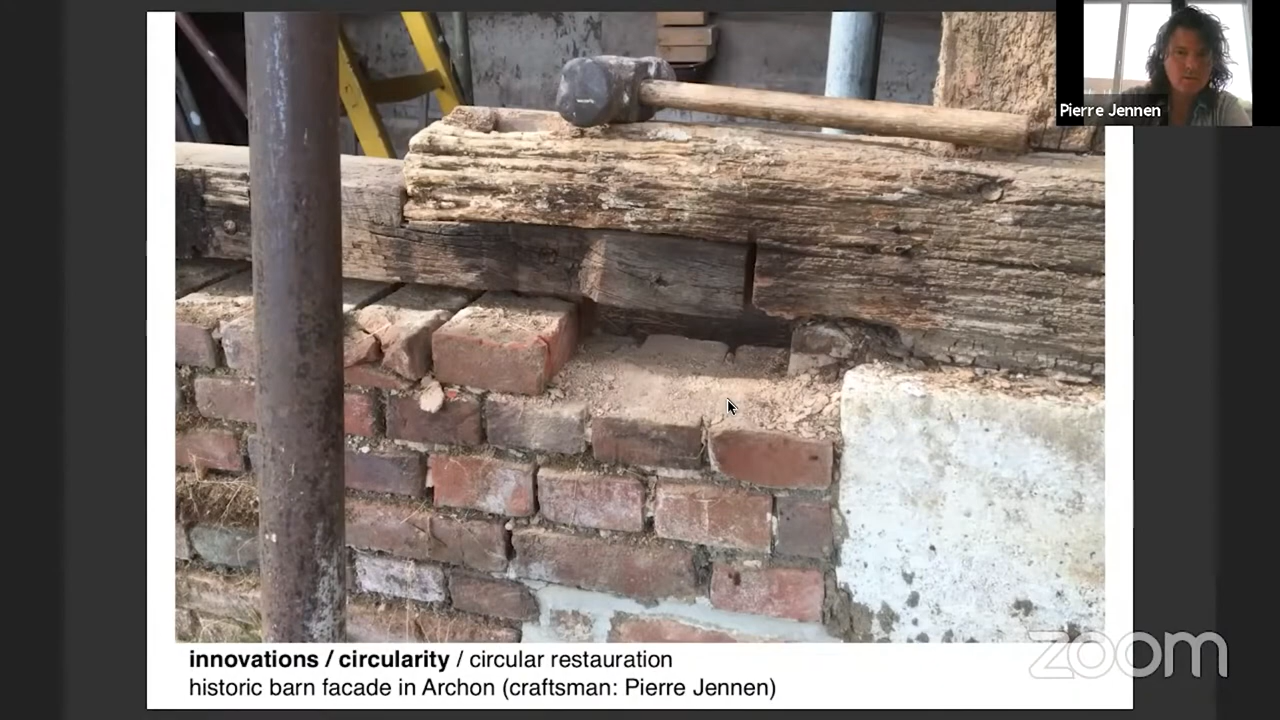 Pierre Jennen
innovations / circularity / circular restauration
historic barn facade in Archon (craftsman: Pierre Jennen)
zoom